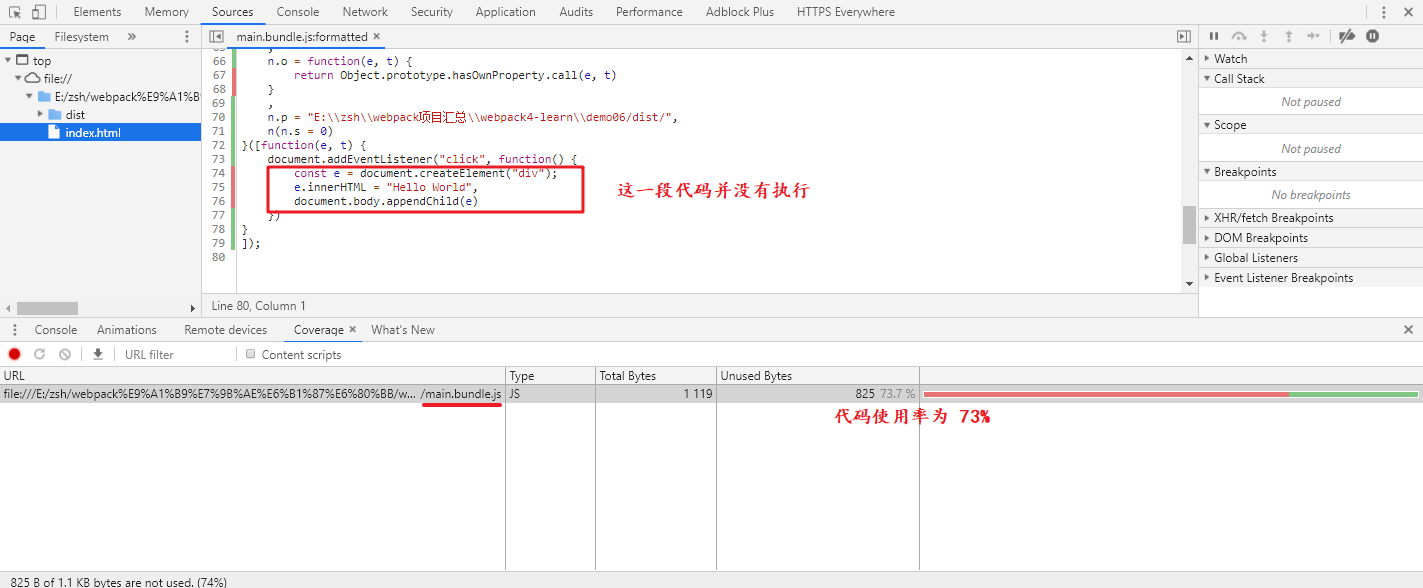 Elements Memory Sources Console Network Security Application Audits Performance Adblock Plus HTTPS Everywhere
Page Filesystem » main.bundle.js:formatted ×
top
file://
E:/zsh/webpack%E9%A1%B9
dist
index.html
66 n.o = function(e, t) {
67 return Object.prototype.hasOwnProperty.call(e, t)
68 }
69 ,
70 n.p = "E:\\zsh\\webpack项目汇总\\webpack4-learn\\demo06/dist/",
71 n(n.s = 0)
72 }([function(e, t) {
73 document.addEventListener("click", function() {
74 const e = document.createElement("div");
75 e.innerHTML = "Hello World",
76 document.body.appendChild(e)
77 })
78 }
79 ]);
80
这一段代码并没有执行
Line 80, Column 1
Watch
Call Stack
Not paused
Scope
Not paused
Breakpoints
No breakpoints
XHR/fetch Breakpoints
DOM Breakpoints
Global Listeners
Event Listener Breakpoints
Console Animations Remote devices Coverage × What's New
URL filter Content scripts
URL Type Total Bytes Unused Bytes
file:///E:/zsh/webpack%E9%A1%B9%E7%9B%AE%E6%B1%87%E6%80%BB/w... /main.bundle.js JS 1 119 825 73.7 %
代码使用率为 73%
825 B of 1.1 KB bytes are not used. (74%)